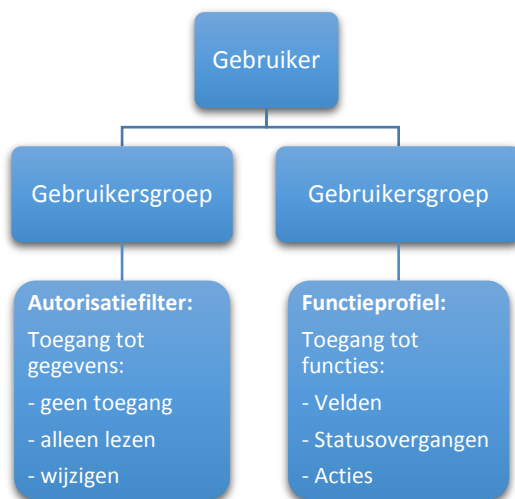 Gebruiker
Gebruikersgroep
Gebruikersgroep
Autorisatiefilter:
Toegang tot
gegevens:
- geen toegang
- alleen lezen
- wijzigen
Functieprofiel:
Toegang tot
functies:
- Velden
- Statusovergangen
- Acties